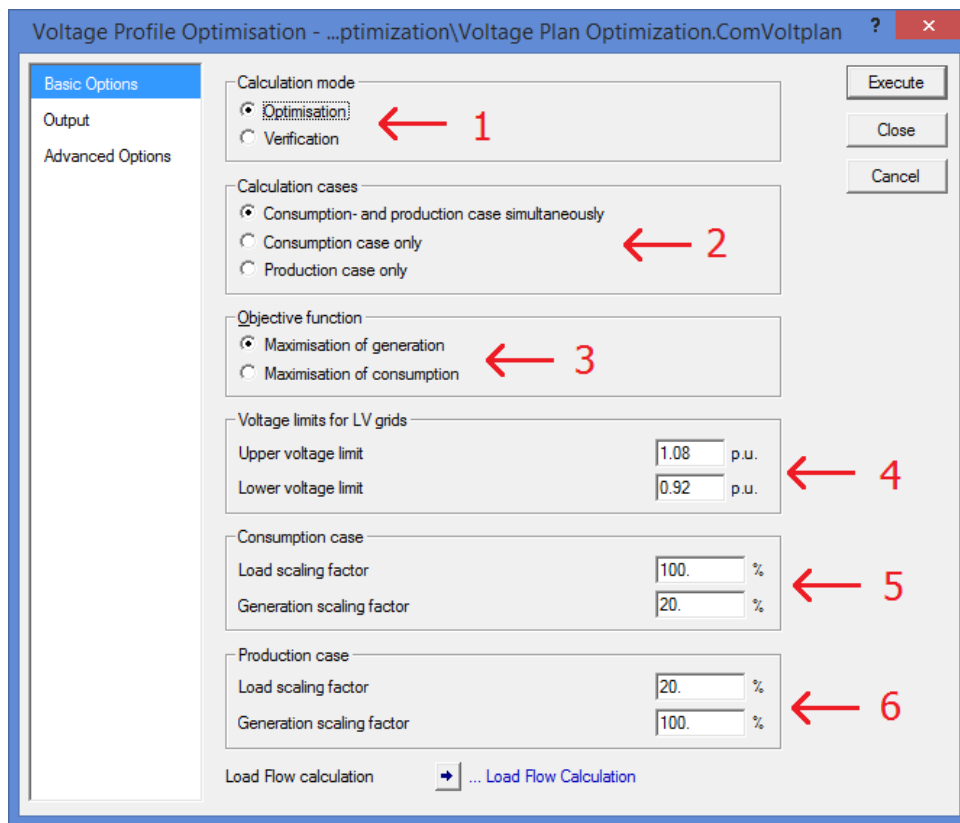 Voltage Profile Optimisation - ...ptimization\Voltage Plan Optimization.ComVoltplan ? ×
Basic Options
Output
Advanced Options
Calculation mode
Optimisation
Verification
1
Calculation cases
Consumption- and production case simultaneously
Consumption case only
Production case only
2
Objective function
Maximisation of generation
Maximisation of consumption
3
Voltage limits for LV grids
Upper voltage limit 1.08 p.u.
Lower voltage limit 0.92 p.u.
4
Consumption case
Load scaling factor 100. %
Generation scaling factor 20. %
5
Production case
Load scaling factor 20. %
Generation scaling factor 100. %
6
Load Flow calculation ... Load Flow Calculation
Execute
Close
Cancel